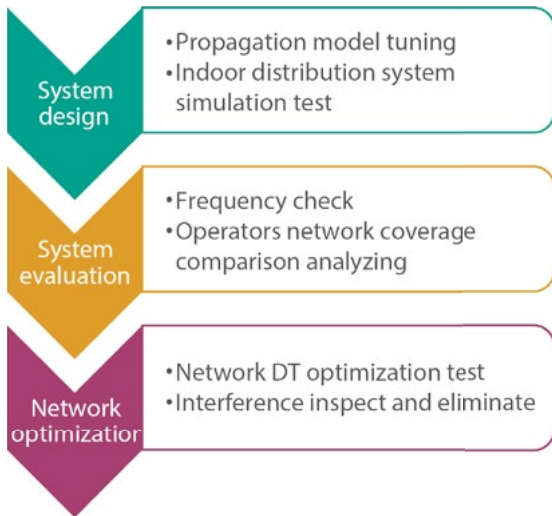 System
design
•Propagation model tuning
•Indoor distribution system
simulation test
System
evaluation
•Frequency check
•Operators network coverage
comparison analyzing
Network
optimization
•Network DT optimization test
•Interference inspect and eliminate